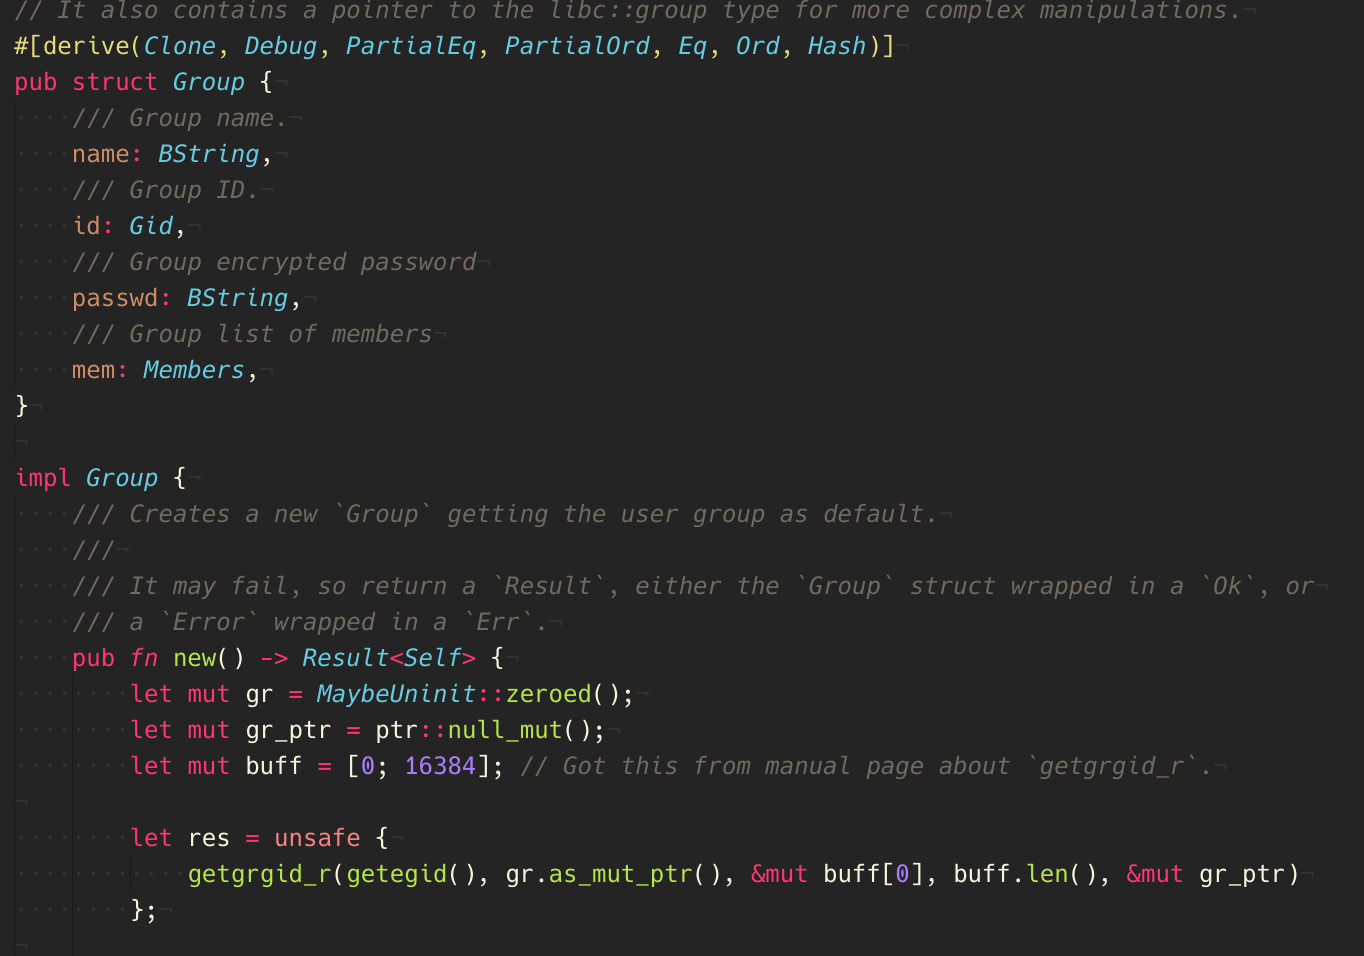 // It also contains a pointer to the libc::group type for more complex manipulations.
#[derive(Clone, Debug, PartialEq, PartialOrd, Eq, Ord, Hash)]
pub struct Group {
    /// Group name.
    name: BString,
    /// Group ID.
    id: Gid,
    /// Group encrypted password
    passwd: BString,
    /// Group list of members
    mem: Members,
}

impl Group {
    /// Creates a new `Group` getting the user group as default.
    ///
    /// It may fail, so return a `Result`, either the `Group` struct wrapped in a `Ok`, or
    /// a `Error` wrapped in a `Err`.
    pub fn new() -> Result<Self> {
        let mut gr = MaybeUninit::zeroed();
        let mut gr_ptr = ptr::null_mut();
        let mut buff = [0; 16384]; // Got this from manual page about `getgrgid_r`.

        let res = unsafe {
            getgrgid_r(getegid(), gr.as_mut_ptr(), &mut buff[0], buff.len(), &mut gr_ptr)
        };